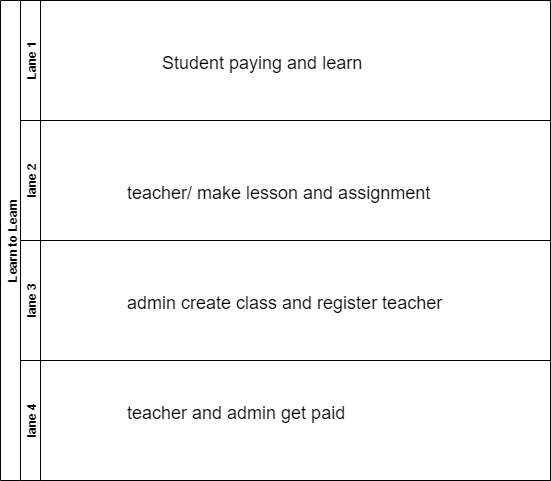 Learn to Learn
Lane 1
Student paying and learn
lane 2
teacher/ make lesson and assignment
lane 3
admin create class and register teacher
lane 4
teacher and admin get paid